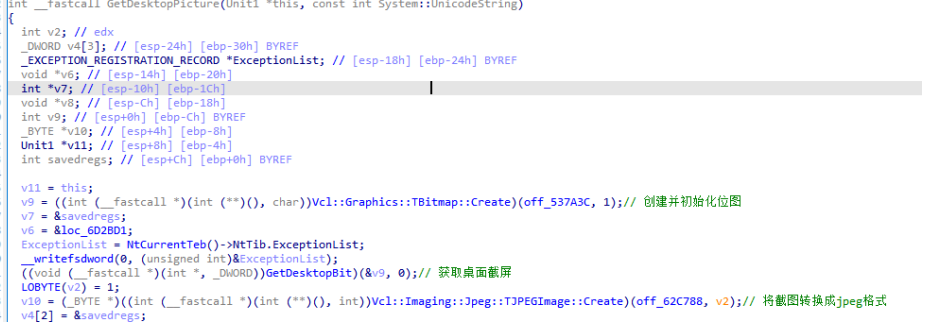 int __fastcall GetDesktopPicture(Unit1 *this, const int System::UnicodeString)
{
int v2; // edx
_DWORD v4[3]; // [esp-24h] [ebp-30h] BYREF
_EXCEPTION_REGISTRATION_RECORD *ExceptionList; // [esp-18h] [ebp-24h] BYREF
void *v6; // [esp-14h] [ebp-20h]
int *v7; // [esp-10h] [ebp-1Ch]
void *v8; // [esp-Ch] [ebp-18h]
int v9; // [esp+0h] [ebp-Ch] BYREF
_BYTE *v10; // [esp+4h] [ebp-8h]
Unit1 *v11; // [esp+8h] [ebp-4h]
int savedregs; // [esp+Ch] [ebp+0h] BYREF
v11 = this;
v9 = ((int (__fastcall *)(int (**)(), char))Vcl::Graphics::TBitmap::Create)(off_537A3C, 1);// 创建并初始化位图
v7 = &savedregs;
v6 = &loc_6D2BD1;
ExceptionList = NtCurrentTeb()->NtTib.ExceptionList;
__writefsdword(0, (unsigned int)&ExceptionList);
((void (__fastcall *)(int *, _DWORD))GetDesktopBit)(&v9, 0);// 获取桌面截屏
LOBYTE(v2) = 1;
v10 = (_BYTE *)((int (__fastcall *)(int (**)(), int))Vcl::Imaging::Jpeg::TJPEGImage::Create)(off_62C788, v2);// 将截图转换成jpeg格式
v4[2] = &savedregs;